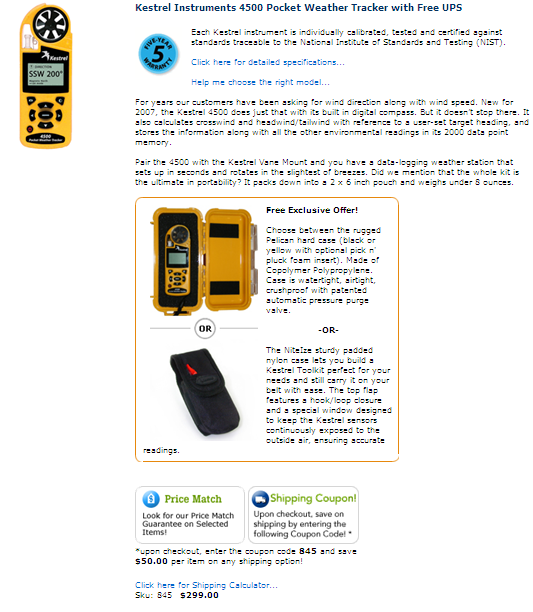 Kestrel Instruments 4500 Pocket Weather Tracker with Free UPS
Kestrel
DIRECTION
SSW 200°
4500
Pocket Weather Tracker
FIVE-YEAR
5
WARRANTY
Each Kestrel instrument is individually calibrated, tested and certified against
standards traceable to the National Institute of Standards and Testing (NIST).
Click here for detailed specifications...
Help me choose the right model...
For years our customers have been asking for wind direction along with wind speed. New for
2007, the Kestrel 4500 does just that with its built in digital compass. But it doesn't stop there. It
also calculates crosswind and headwind/tailwind with reference to a user-set target heading, and
stores the information along with all the other environmental readings in its 2000 data point
memory.
Pair the 4500 with the Kestrel Vane Mount and you have a data-logging weather station that
sets up in seconds and rotates in the slightest of breezes. Did we mention that the whole kit is
the ultimate in portability? It packs down into a 2 x 6 inch pouch and weighs under 8 ounces.
Free Exclusive Offer!
Choose between the rugged
Pelican hard case (black or
yellow with optional pick n'
pluck foam insert). Made of
Copolymer Polypropylene.
Case is watertight, airtight,
crushproof with patented
automatic pressure purge
valve.
OR
-OR-
The NiteIze sturdy padded
nylon case lets you build a
Kestrel Toolkit perfect for your
needs and still carry it on your
belt with ease. The top flap
features a hook/loop closure
and a special window designed
to keep the Kestrel sensors
continuously exposed to the
outside air, ensuring accurate
readings.
$ Price Match
Look for our Price Match
Guarantee on Selected
Items!
Shipping Coupon!
Upon checkout, save on
shipping by entering the
following Coupon Code! *
*upon checkout, enter the coupon code 845 and save
$50.00 per item on any shipping option!
Click here for Shipping Calculator...
Sku: 845 $299.00